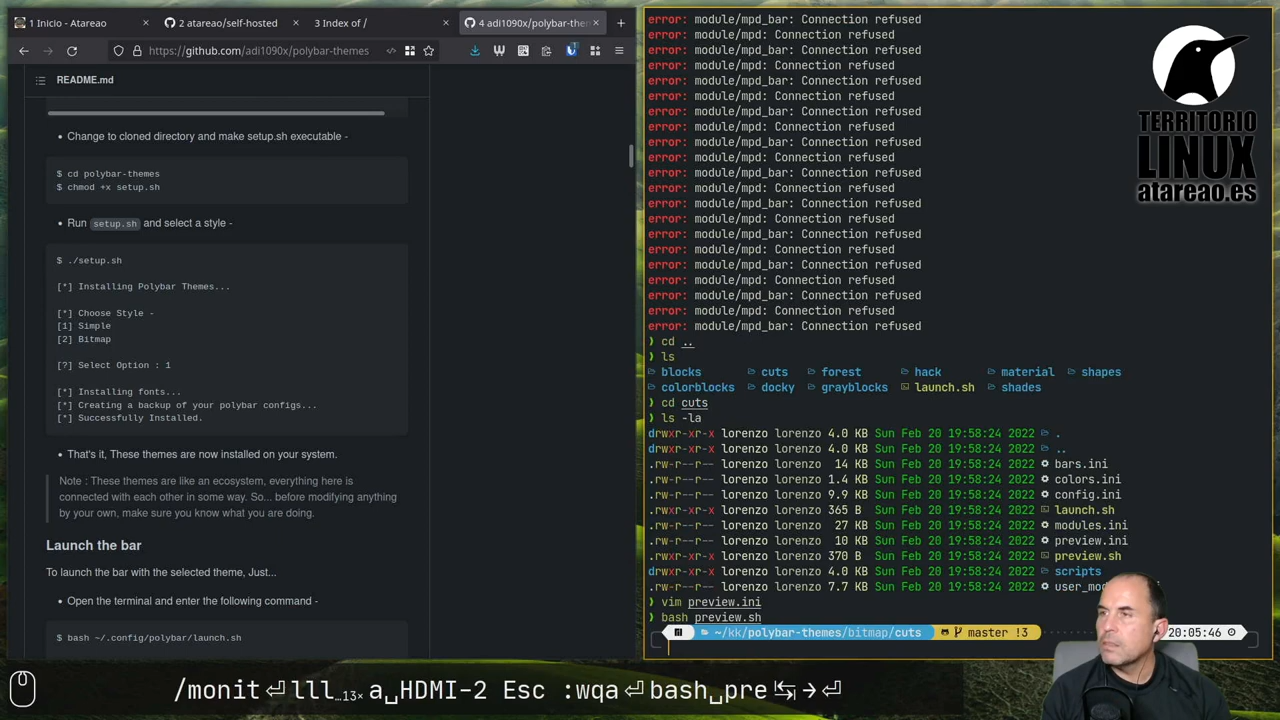 1 Inicio - Atareao
2 atareao/self-hosted
3 Index of /
4 adi1090x/polybar-them
https://github.com/adi1090x/polybar-themes
README.md
• Change to cloned directory and make setup.sh executable -
$ cd polybar-themes
$ chmod +x setup.sh
• Run setup.sh and select a style -
$ ./setup.sh
[*] Installing Polybar Themes...
[*] Choose Style -
[1] Simple
[2] Bitmap
[?] Select Option : 1
[*] Installing fonts...
[*] Creating a backup of your polybar configs...
[*] Successfully Installed.
• That's it, These themes are now installed on your system.
Note : These themes are like an ecosystem, everything here is
connected with each other in some way. So... before modifying anything
by your own, make sure you know what you are doing.
Launch the bar
To launch the bar with the selected theme, Just...
• Open the terminal and enter the following command -
$ bash ~/.config/polybar/launch.sh
error: module/mpd_bar: Connection refused
error: module/mpd: Connection refused
error: module/mpd_bar: Connection refused
error: module/mpd: Connection refused
error: module/mpd_bar: Connection refused
error: module/mpd: Connection refused
error: module/mpd_bar: Connection refused
error: module/mpd: Connection refused
error: module/mpd_bar: Connection refused
error: module/mpd: Connection refused
error: module/mpd_bar: Connection refused
error: module/mpd: Connection refused
error: module/mpd_bar: Connection refused
error: module/mpd: Connection refused
error: module/mpd_bar: Connection refused
error: module/mpd: Connection refused
error: module/mpd_bar: Connection refused
error: module/mpd: Connection refused
error: module/mpd_bar: Connection refused
error: module/mpd: Connection refused
error: module/mpd_bar: Connection refused
❯ cd ..
❯ ls
blocks cuts forest hack material shapes
colorblocks docky grayblocks launch.sh shades
❯ cd cuts
❯ ls -la
drwxr-xr-x lorenzo lorenzo 4.0 KB Sun Feb 20 19:58:24 2022 .
drwxr-xr-x lorenzo lorenzo 4.0 KB Sun Feb 20 19:58:24 2022 ..
.rw-r--r-- lorenzo lorenzo 14 KB Sun Feb 20 19:58:24 2022 bars.ini
.rw-r--r-- lorenzo lorenzo 1.4 KB Sun Feb 20 19:58:24 2022 colors.ini
.rw-r--r-- lorenzo lorenzo 9.9 KB Sun Feb 20 19:58:24 2022 config.ini
.rwxr-xr-x lorenzo lorenzo 365 B Sun Feb 20 19:58:24 2022 launch.sh
.rw-r--r-- lorenzo lorenzo 27 KB Sun Feb 20 19:58:24 2022 modules.ini
.rw-r--r-- lorenzo lorenzo 10 KB Sun Feb 20 19:58:24 2022 preview.ini
.rwxr-xr-x lorenzo lorenzo 370 B Sun Feb 20 19:58:24 2022 preview.sh
drwxr-xr-x lorenzo lorenzo 4.0 KB Sun Feb 20 19:58:24 2022 scripts
.rw-r--r-- lorenzo lorenzo 7.7 KB Sun Feb 20 19:58:24 2022 user_mo
❯ vim preview.ini
❯ bash preview.sh
~/kk/polybar-themes/bitmap/cuts master !3 20:05:46
TERRITORIO
LINUX
atareao.es
/monit⏎lll…13×a␣HDMI-2 Esc :wqa⏎bash␣pre↹→⏎